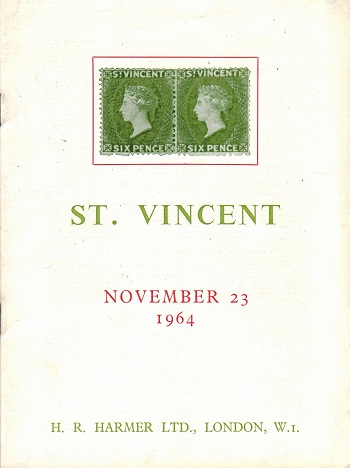 ST VINCENT ST VINCENT
SIX PENCE SIX PENCE
ST. VINCENT
NOVEMBER 23
1964
H. R. HARMER LTD., LONDON, W.1.